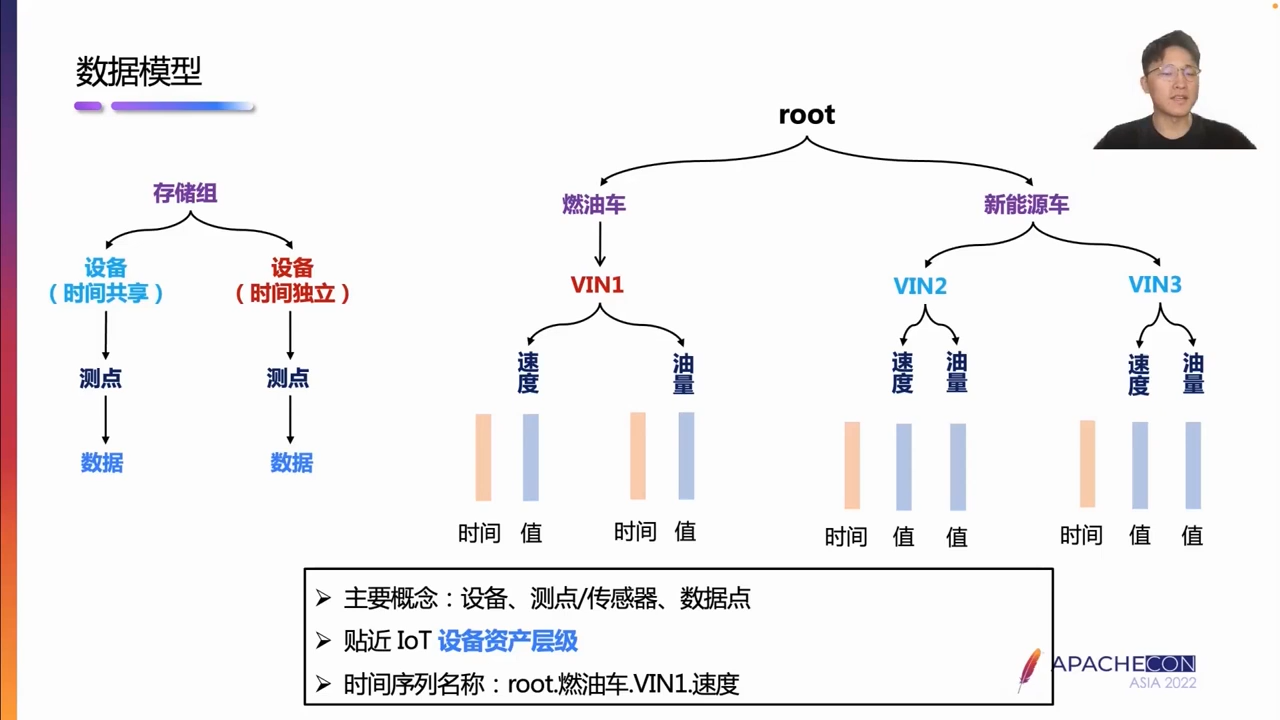 数据模型
root
存储组
燃油车
新能源车
设备
（时间共享）
设备
（时间独立）
VIN1
VIN2
VIN3
速度
油量
速度
油量
速度
油量
测点
测点
数据
数据
时间 值
时间 值
时间 值 值
时间 值 值
➢ 主要概念：设备、测点/传感器、数据点
➢ 贴近 IoT 设备资产层级
➢ 时间序列名称：root.燃油车.VIN1.速度
APACHECON
ASIA 2022